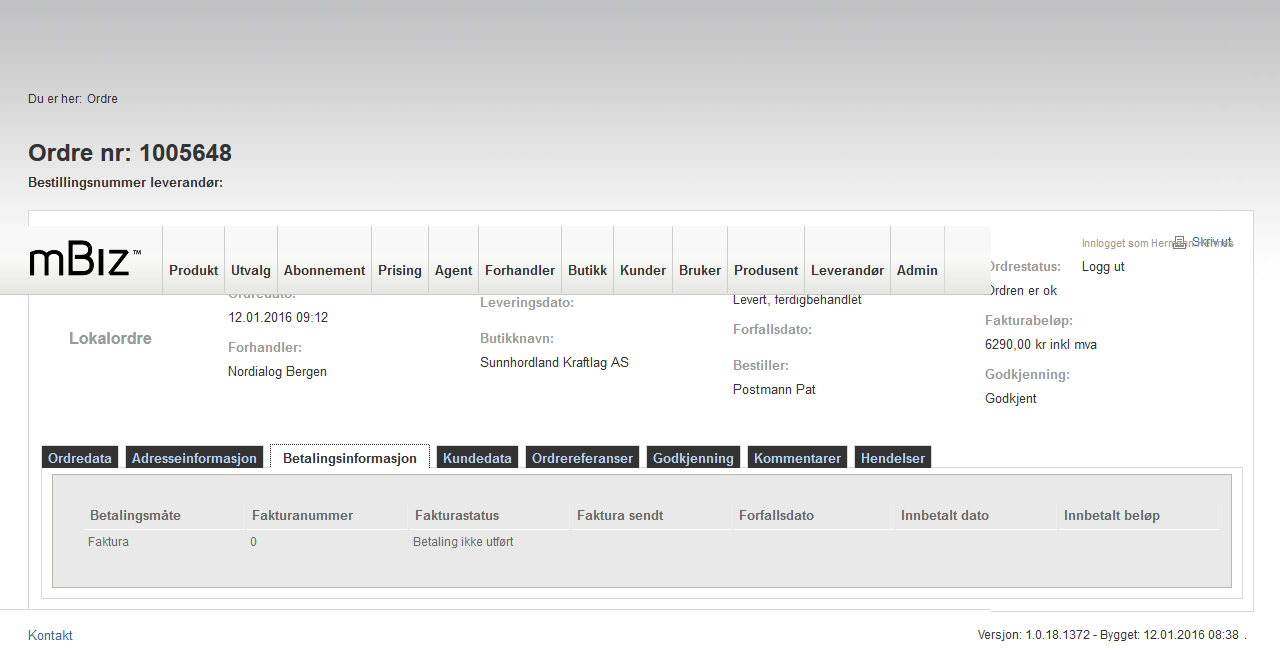 Du er her: Ordre
Ordre nr: 1005648
Bestillingsnummer leverandør:
mBiz™
Produkt
Utvalg
Abonnement
Prising
Agent
Forhandler
Butikk
Kunder
Bruker
Produsent
Leverandør
Admin
Innlogget som Herman Hermes
Skriv ut
Logg ut
Lokalordre
Ordredato:
12.01.2016 09:12
Forhandler:
Nordialog Bergen
Leveringsdato:
Butikknavn:
Sunnhordland Kraftlag AS
Levert, ferdigbehandlet
Forfallsdato:
Bestiller:
Postmann Pat
Ordrestatus:
Ordren er ok
Fakturabeløp:
6290,00 kr inkl mva
Godkjenning:
Godkjent
Ordredata Adresseinformasjon Betalingsinformasjon Kundedata Ordrereferanser Godkjenning Kommentarer Hendelser
Betalingsmåte Fakturanummer Fakturastatus Faktura sendt Forfallsdato Innbetalt dato Innbetalt beløp
Faktura 0 Betaling ikke utført
Kontakt
Versjon: 1.0.18.1372 - Bygget: 12.01.2016 08:38 .